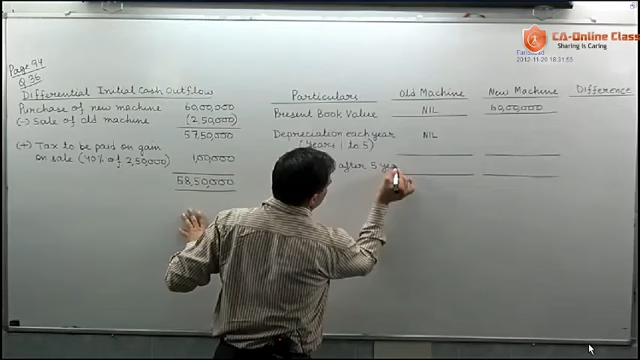 CA-Online Class
Sharing is Caring
Faridabad
2012-11-20 18:31:55
Page 94
Q 36
Differential Initial Cash Outflow
Purchase of new machine 60,00,000
(-) Sale of old machine (2,50,000)
57,50,000
(+) Tax to be paid on gain
on sale (40% of 2,50,000) 1,00,000
58,50,000
Particulars Old Machine New Machine Difference
Present Book Value NIL 60,00,000
Depreciation each year NIL
(Years 1 to 5)
after 5 yea